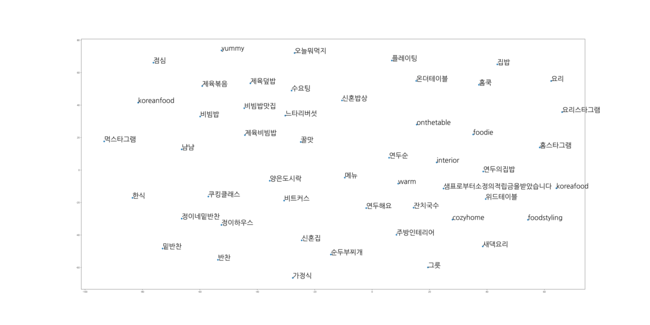 yummy
오늘뭐먹지
점심
플레이팅
집밥
제육볶음
제육덮밥
수요팅
온더테이블
홈쿡
요리
koreanfood
비빔밥맛집
신혼밥상
비빔밥
느타리버섯
요리스타그램
onthetable
제육비빔밥
foodie
먹스타그램
꿀맛
냠냠
홈스타그램
연두순
interior
연두의집밥
메뉴
양은도시락
warm
샘표로부터소정의적립금을받았습니다
koreafood
한식
쿠킹클래스
비트커스
위드테이블
연두해요
잔치국수
정이네밑반찬
정이하우스
cozyhome
foodstyling
주방인테리어
신혼집
밑반찬
새댁요리
순두부찌개
반찬
그릇
가정식